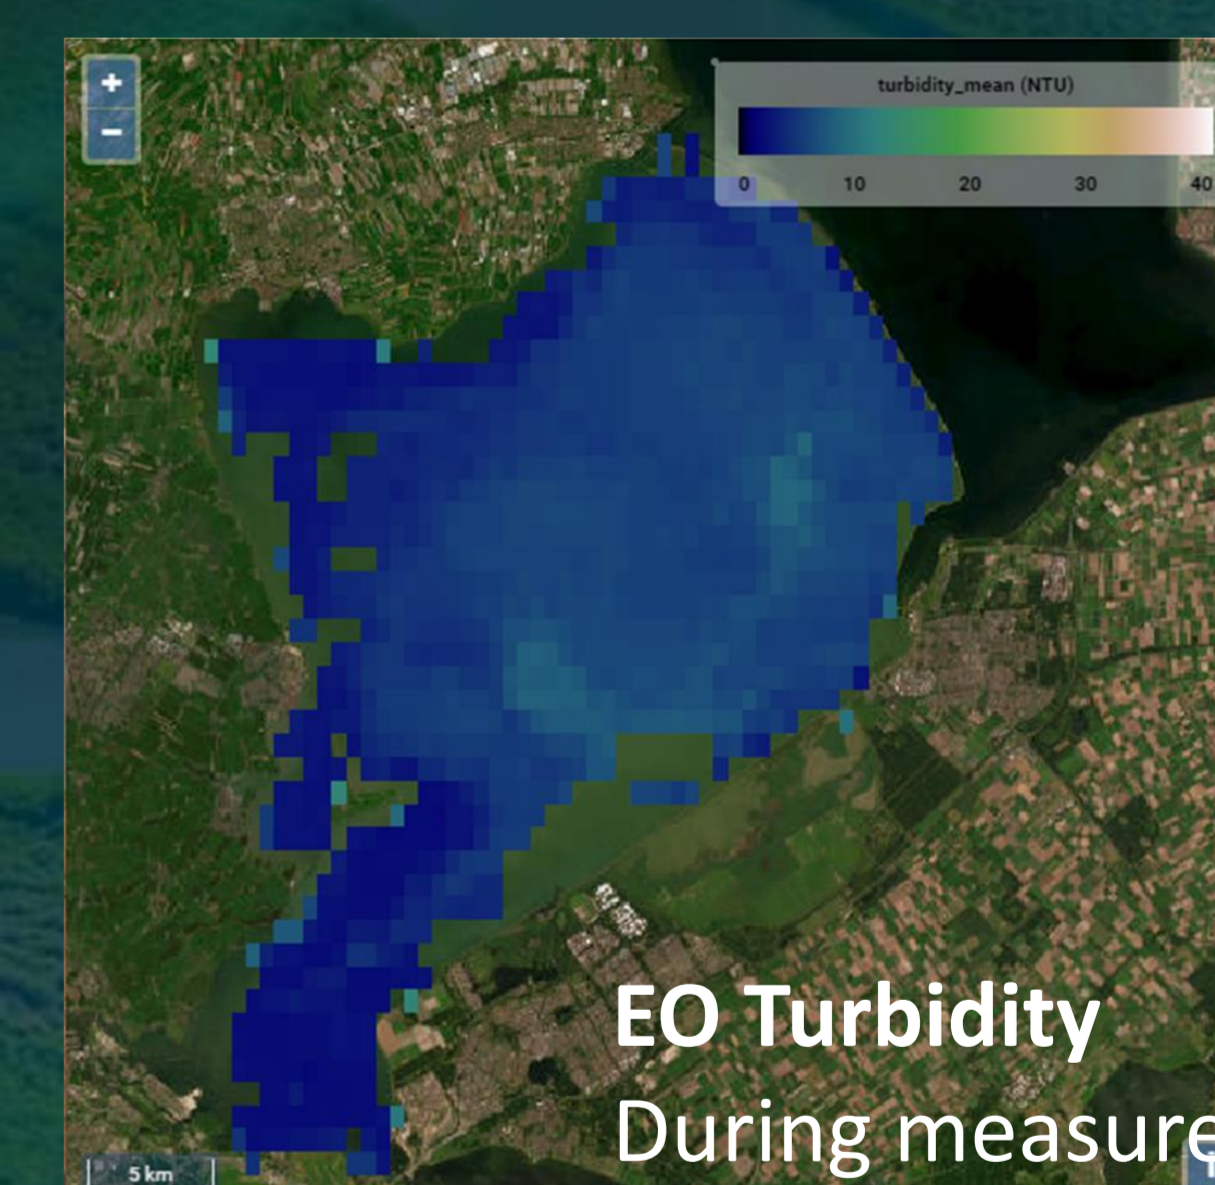 +
turbidity_mean (NTU)
−
0 10 20 30 40
EO Turbidity
During measure
5 km